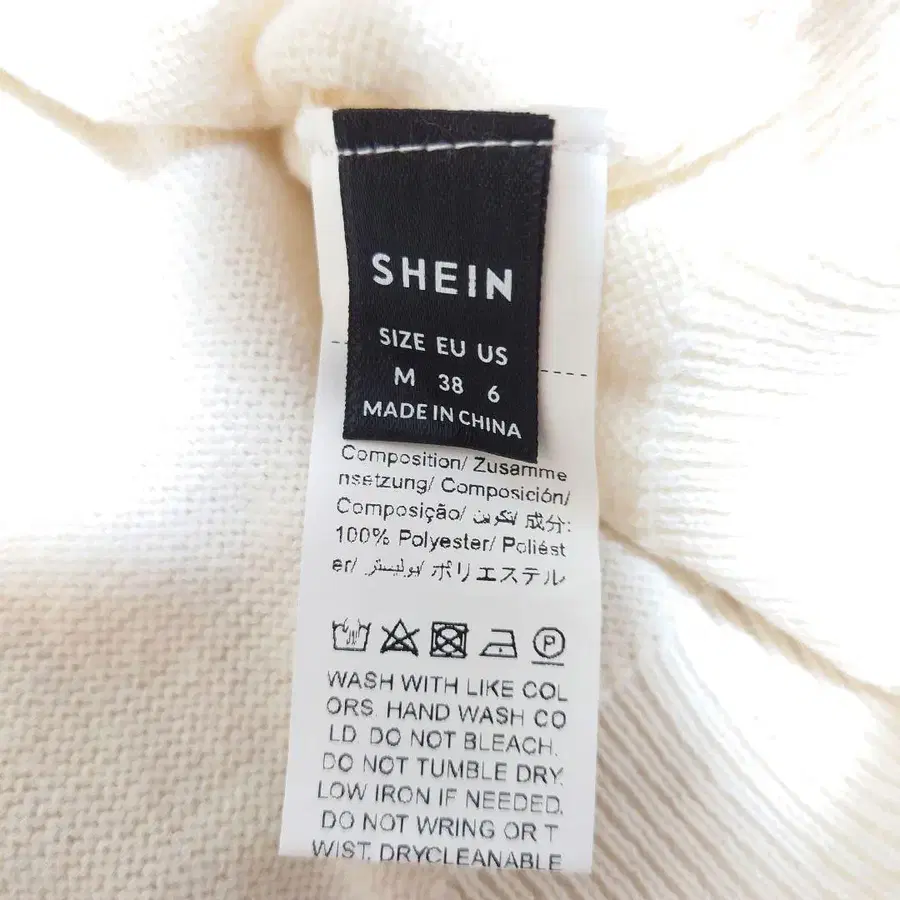 SHEIN
SIZE EU US
M 38 6
MADE IN CHINA
Composition/ Zusamme
nsetzung/ Composición/
Composição/ تكوين/ 成分:
100% Polyester/ Poliést
er/ بوليستر/ ポリエステル
P
WASH WITH LIKE COL
ORS. HAND WASH CO
LD. DO NOT BLEACH.
DO NOT TUMBLE DRY.
LOW IRON IF NEEDED.
DO NOT WRING OR T
WIST. DRYCLEANABLE